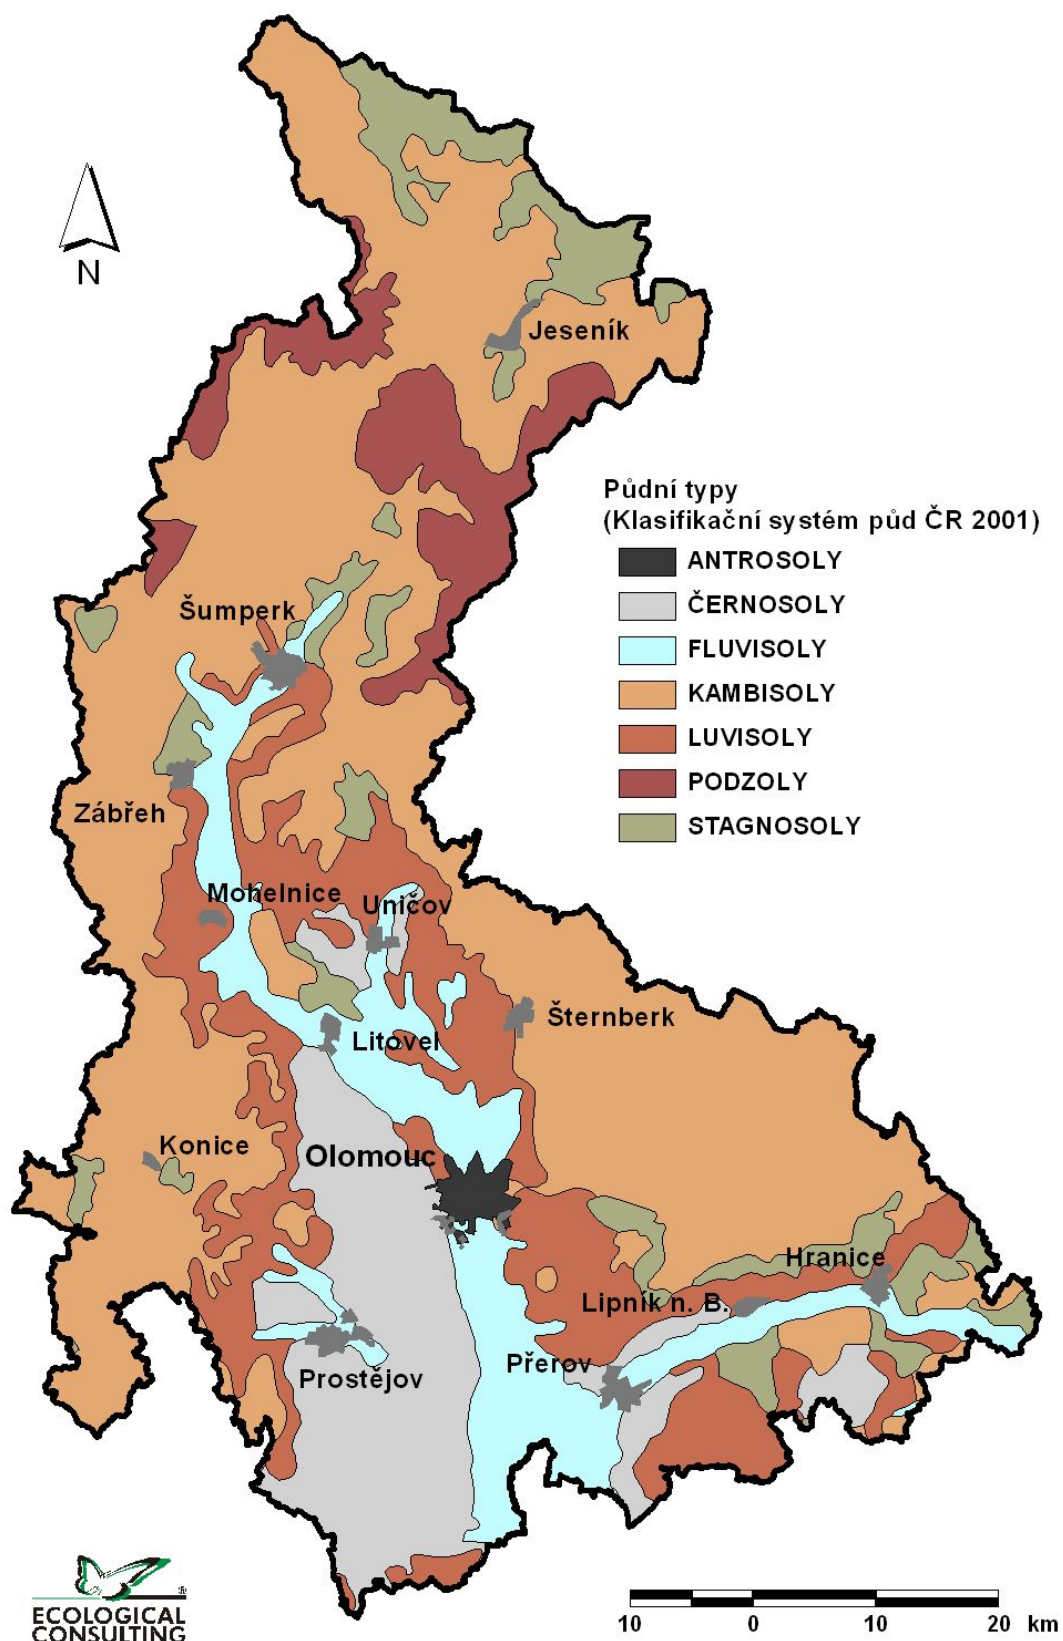 N
Jeseník
Půdní typy
(Klasifikační systém půd ČR 2001)
ANTROSOLY
ČERNOSOLY
FLUVISOLY
KAMBISOLY
LUVISOLY
PODZOLY
STAGNOSOLY
Šumperk
Zábřeh
Mohelnice
Uničov
Šternberk
Litovel
Konice
Olomouc
Hranice
Lipník n. B.
Přerov
Prostějov
®
ECOLOGICAL
CONSULTING
10 0 10 20 km